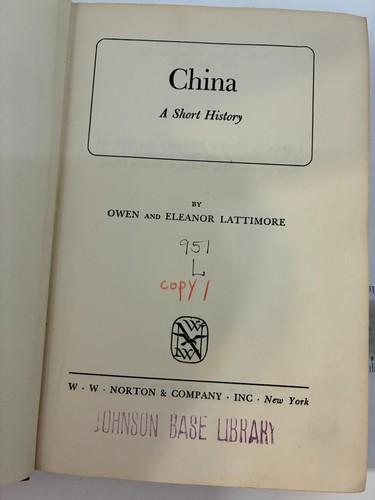 China
A Short History
BY
OWEN AND ELEANOR LATTIMORE
951
L
copy 1
W W
N
W · W · NORTON & COMPANY · INC · New York
JOHNSON BASE LIBRARY